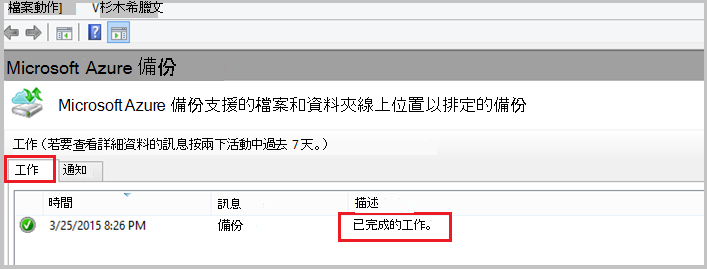 檔案動作] V杉木希臘文
Microsoft Azure 備份
Microsoft Azure 備份支援的檔案和資料夾線上位置以排定的備份
工作 (若要查看詳細資料的訊息按兩下活動中過去 7天。)
工作 通知
時間 訊息 描述
3/25/2015 8:26 PM 備份 已完成的工作。